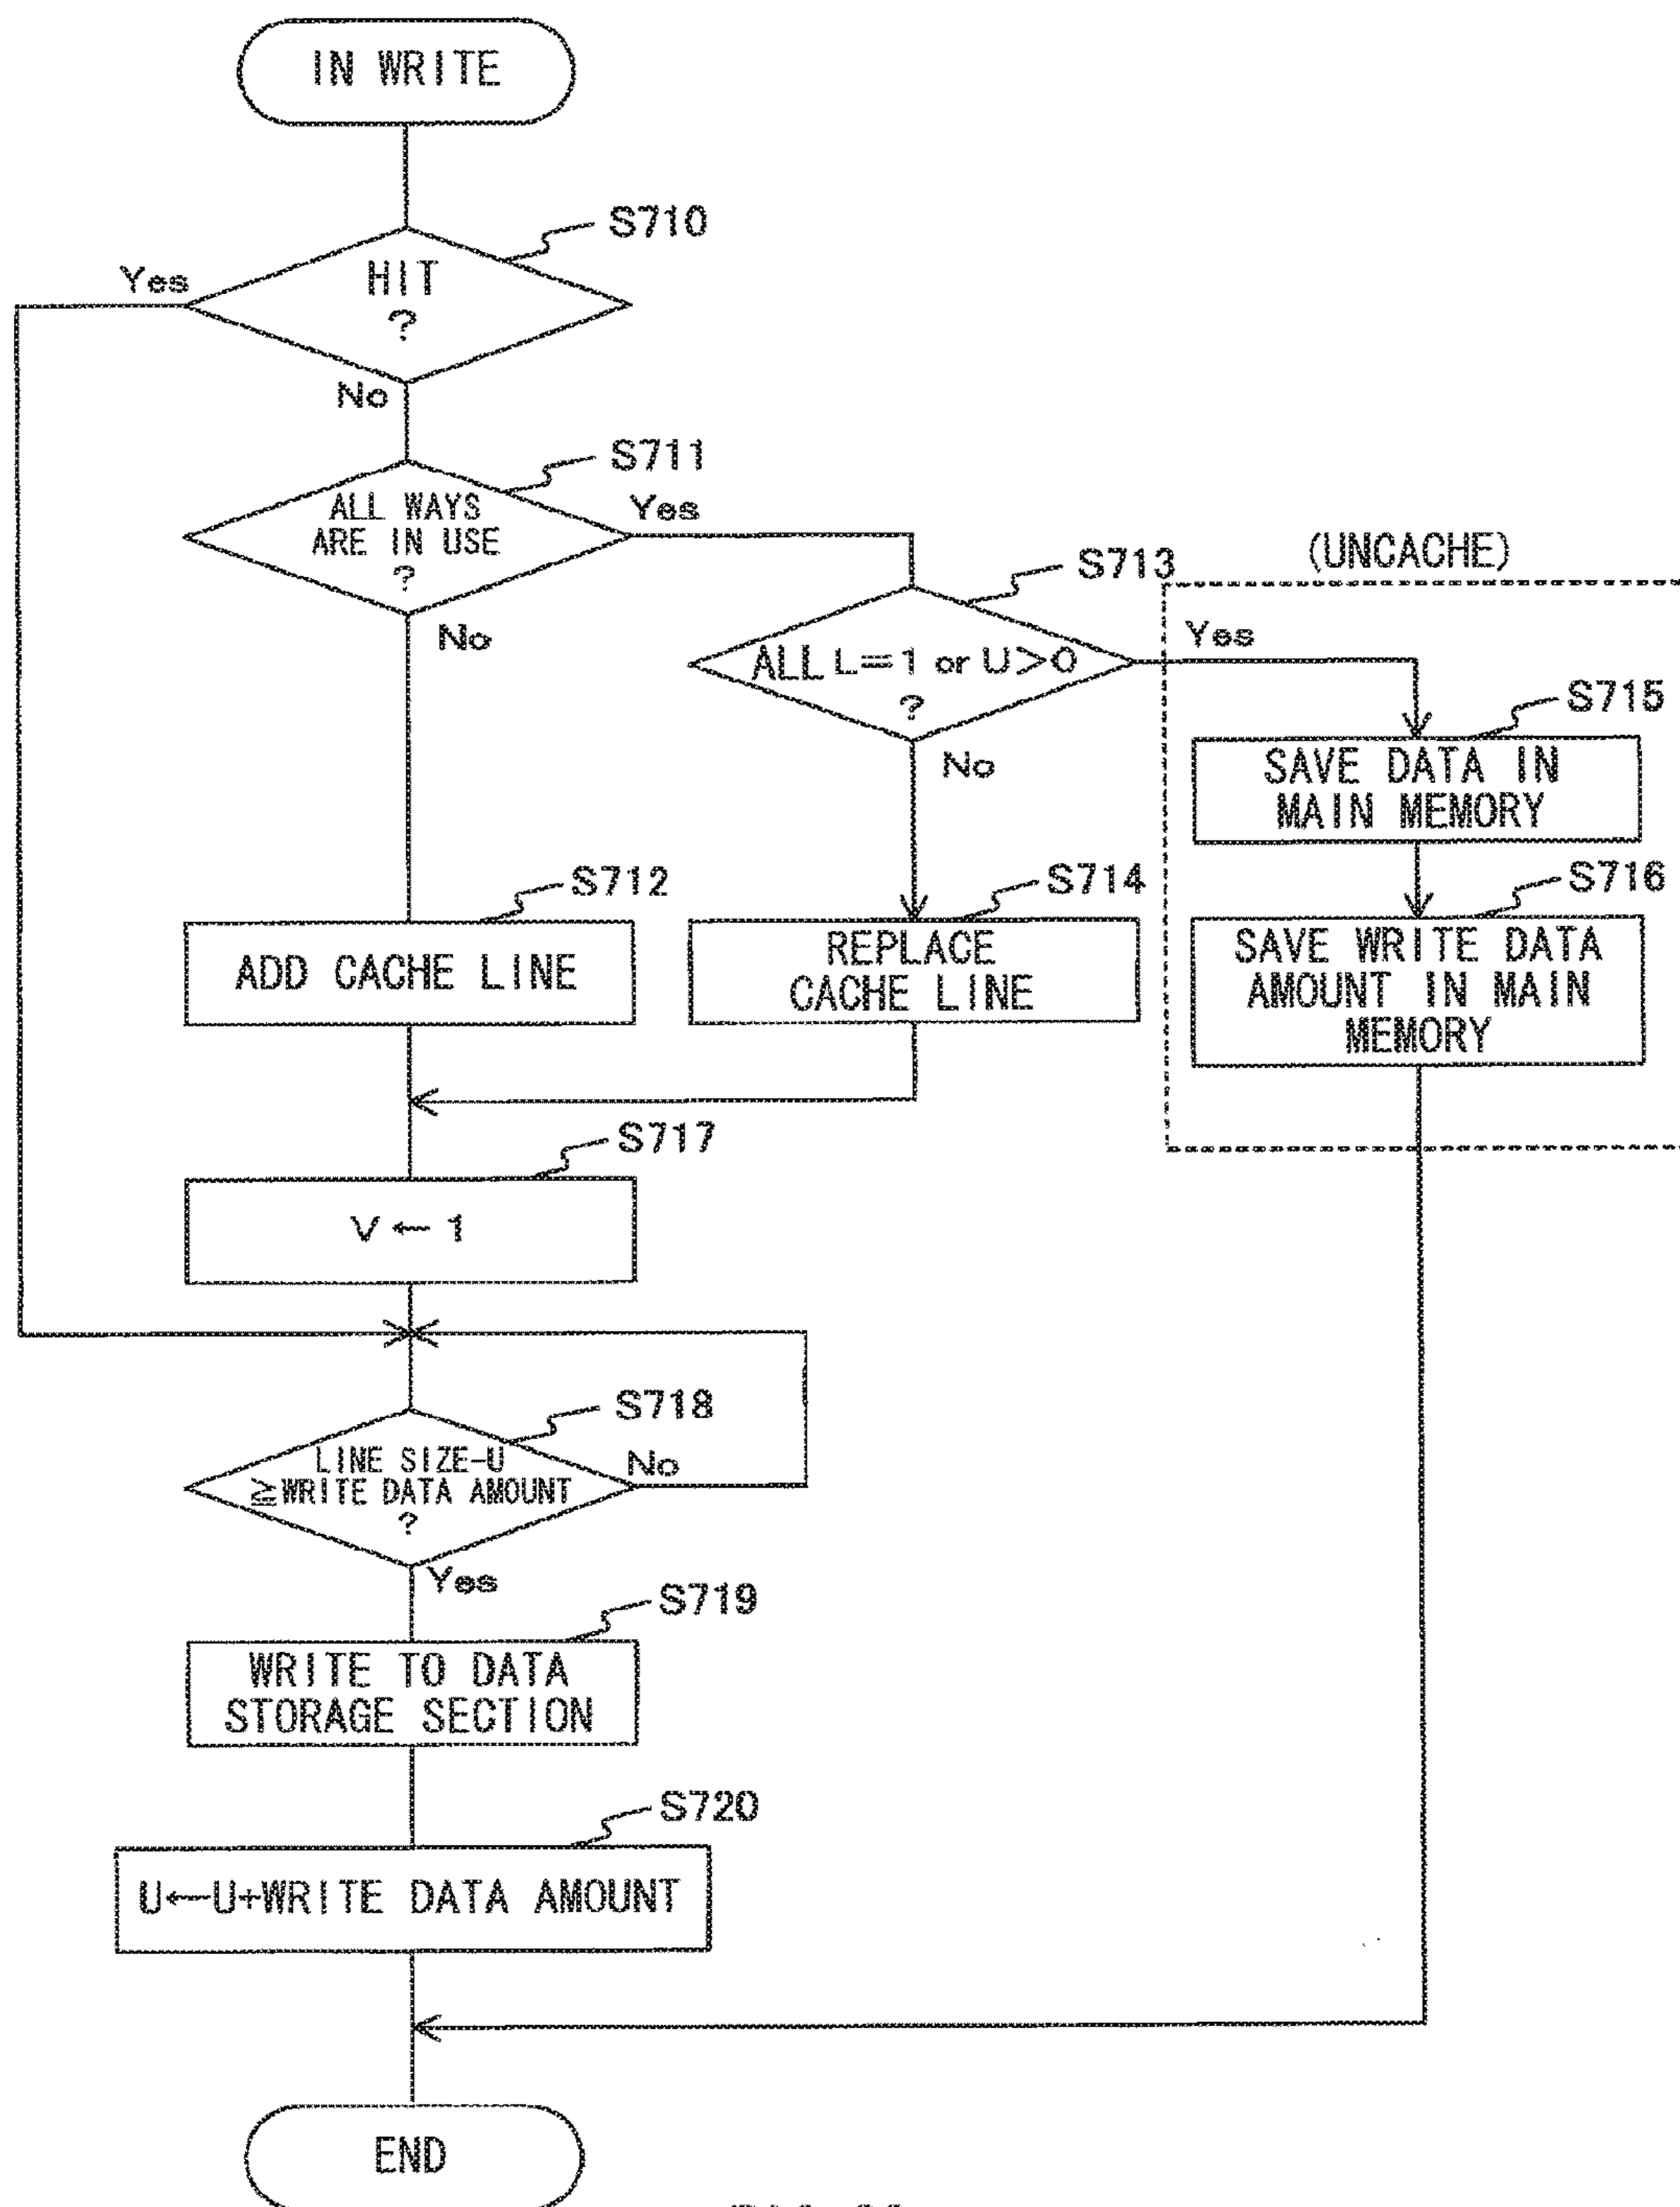 IN WRITE
S710
Yes
HIT
?
No
S711
ALL WAYS
ARE IN USE
?
Yes
No
(UNCACHE)
S713
ALL L=1 or U>0
?
Yes
No
S715
SAVE DATA IN
MAIN MEMORY
S712
ADD CACHE LINE
S714
REPLACE
CACHE LINE
S716
SAVE WRITE DATA
AMOUNT IN MAIN
MEMORY
S717
V ← 1
S718
LINE SIZE-U
≧WRITE DATA AMOUNT
?
No
Yes
S719
WRITE TO DATA
STORAGE SECTION
S720
U←U+WRITE DATA AMOUNT
END